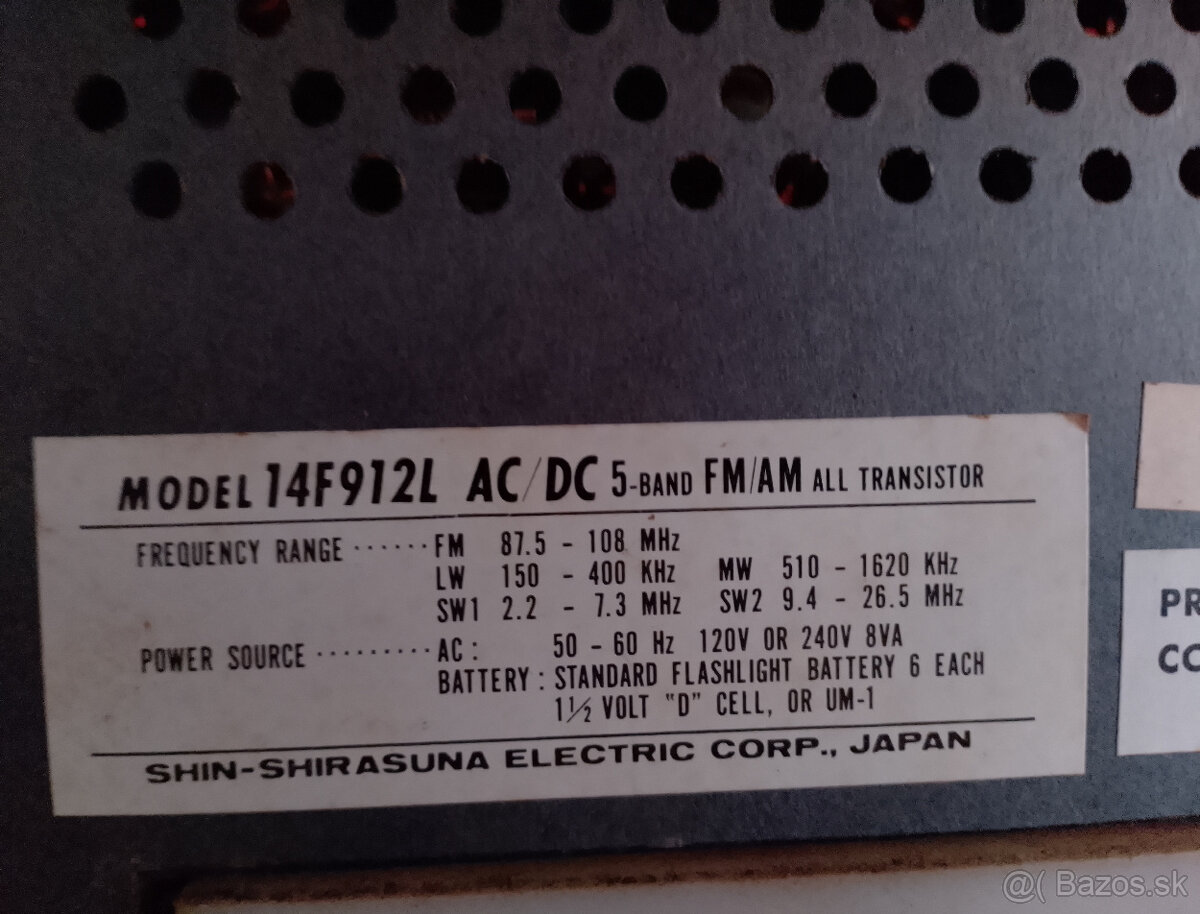 MODEL 14F912L AC/DC 5-BAND FM/AM ALL TRANSISTOR
FREQUENCY RANGE ······ FM 87.5 - 108 MHz
LW 150 - 400 KHz MW 510 - 1620 KHz
SW1 2.2 - 7.3 MHz SW2 9.4 - 26.5 MHz
POWER SOURCE ········· AC: 50 - 60 Hz 120V OR 240V 8VA
BATTERY: STANDARD FLASHLIGHT BATTERY 6 EACH
1½ VOLT "D" CELL, OR UM-1
SHIN-SHIRASUNA ELECTRIC CORP., JAPAN
PR
CO
@( Bazos.sk